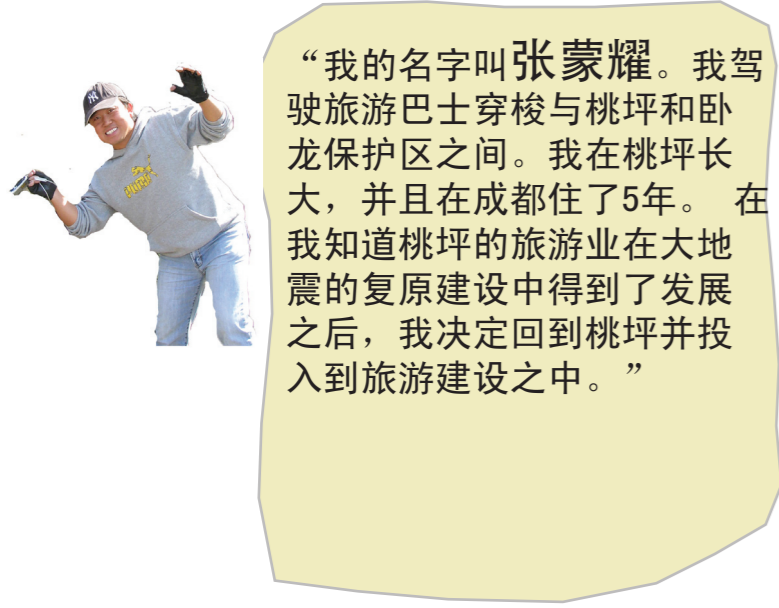 “我的名字叫张蒙耀。我驾
驶旅游巴士穿梭与桃坪和卧
龙保护区之间。我在桃坪长
大，并且在成都住了5年。 在
我知道桃坪的旅游业在大地
震的复原建设中得到了发展
之后，我决定回到桃坪并投
入到旅游建设之中。”